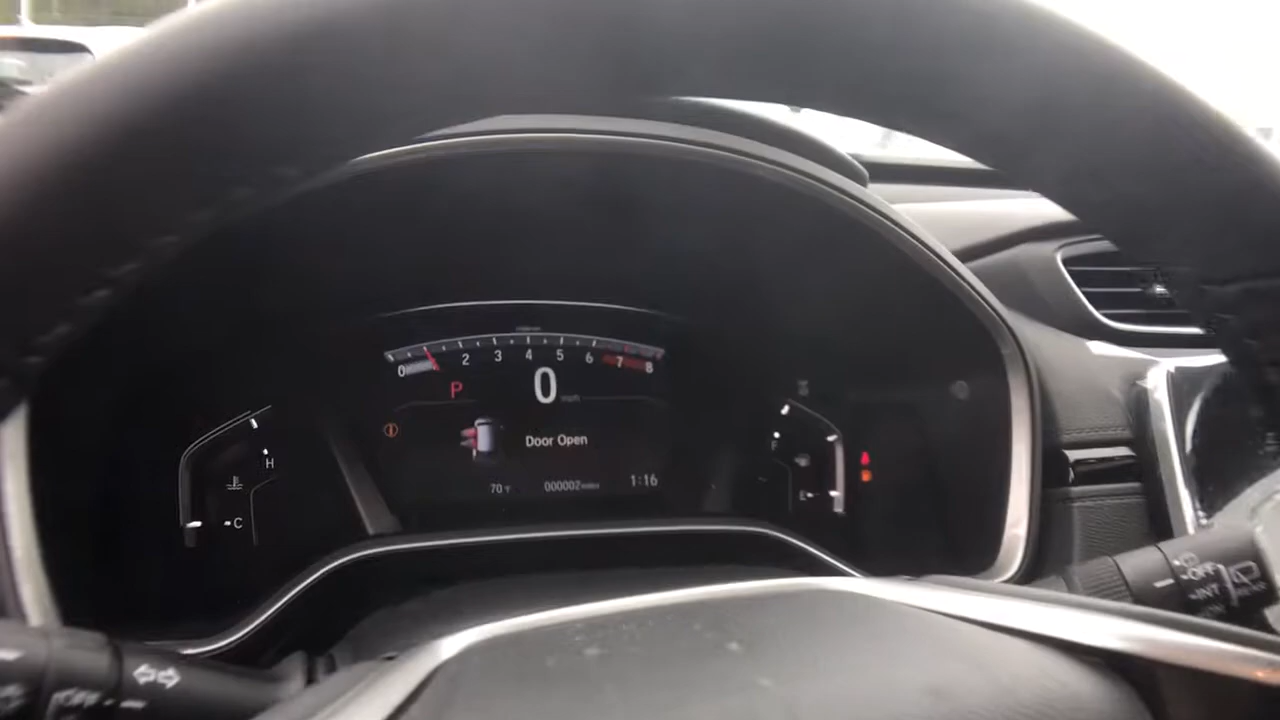 0 2 3 4 5 6 7 8
P 0 mph
Door Open
70°F 000002 miles 1:16
H
C
F
E
OFF
INT